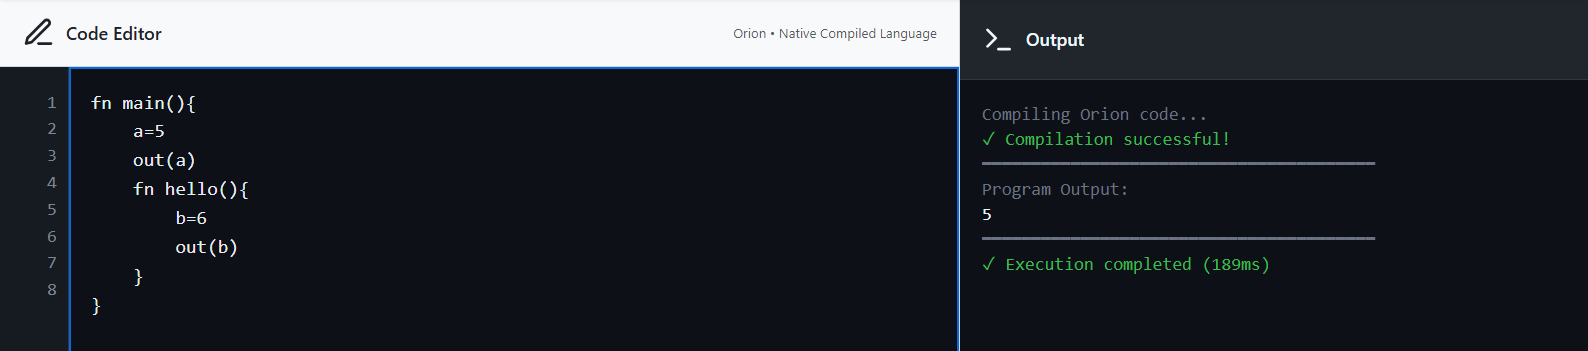 Code Editor
Orion • Native Compiled Language
1 fn main(){
2     a=5
3     out(a)
4     fn hello(){
5         b=6
6         out(b)
7     }
8 }
Output
Compiling Orion code...
✓ Compilation successful!
Program Output:
5
✓ Execution completed (189ms)